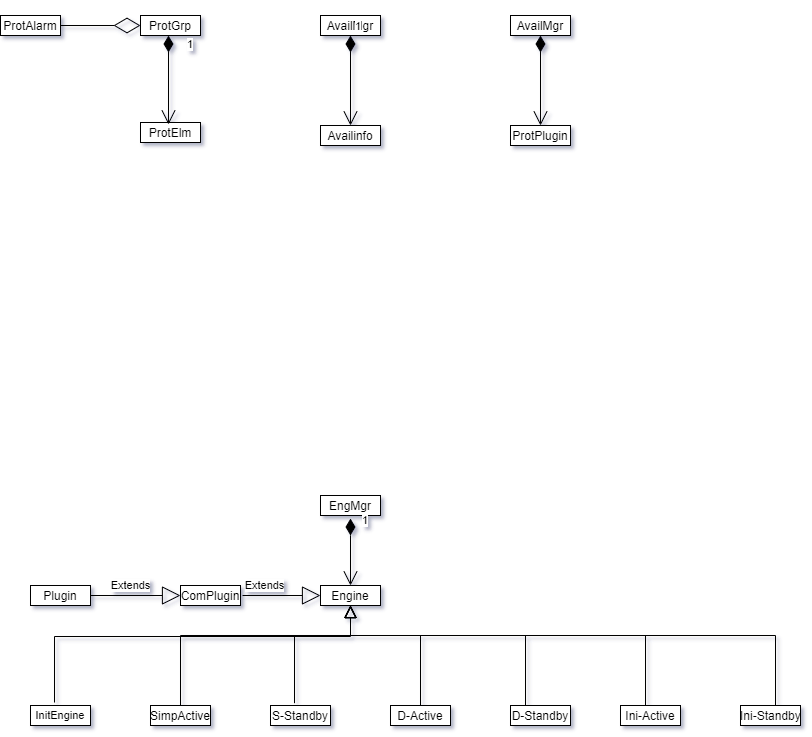 ProtAlarm
ProtGrp
AvailMgr
AvailMgr
1
ProtElm
Availinfo
ProtPlugin
EngMgr
1
Extends
Extends
Plugin
ComPlugin
Engine
InitEngine
SimpActive
S-Standby
D-Active
D-Standby
Ini-Active
Ini-Standby